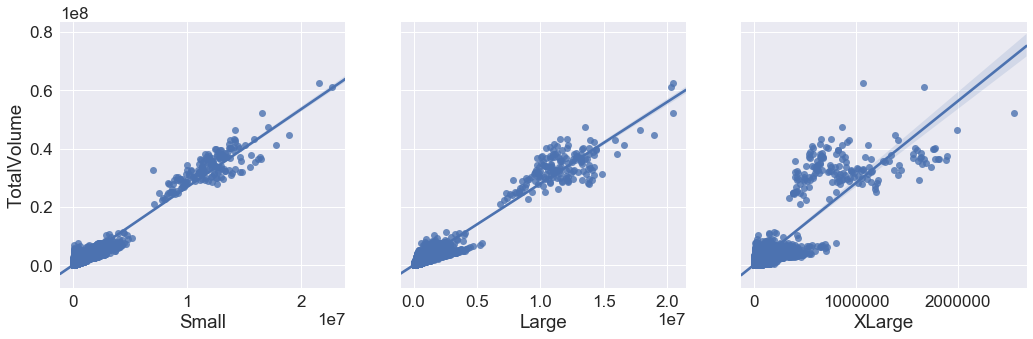 1e8
0.8
0.6
0.4
0.2
0.0
TotalVolume
0 1 2
1e7
Small
0.0 0.5 1.0 1.5 2.0
1e7
Large
0 1000000 2000000
XLarge